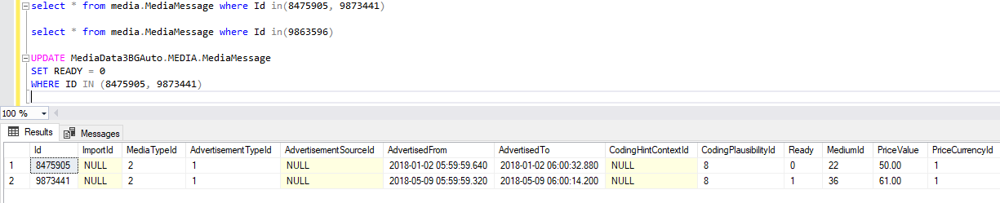 select * from media.MediaMessage where Id in(8475905, 9873441)
select * from media.MediaMessage where Id in(9863596)
UPDATE MediaData3BGAuto.MEDIA.MediaMessage
SET READY = 0
WHERE ID IN (8475905, 9873441)
100 %
Results Messages
Id ImportId MediaTypeId AdvertisementTypeId AdvertisementSourceId AdvertisedFrom AdvertisedTo CodingHintContextId CodingPlausibilityId Ready MediumId PriceValue PriceCurrencyId
1 8475905 NULL 2 1 NULL 2018-01-02 05:59:59.640 2018-01-02 06:00:32.880 NULL 8 0 22 50.00 1
2 9873441 NULL 2 1 NULL 2018-05-09 05:59:59.320 2018-05-09 06:00:14.200 NULL 8 1 36 61.00 1